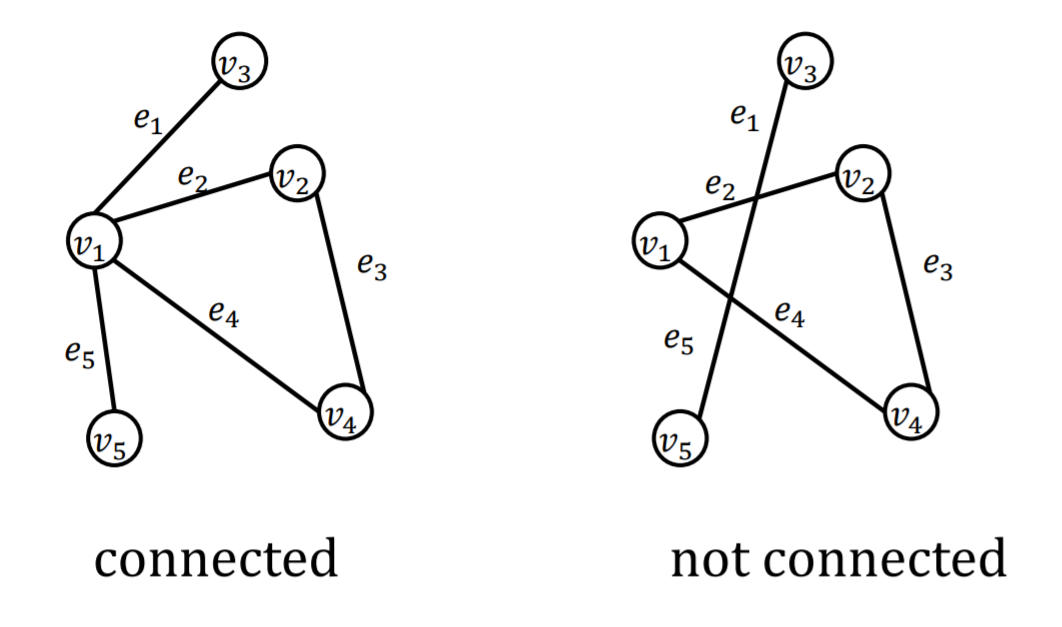 v₃
e₁
e₂
v₂
v₁
e₃
e₄
e₅
v₄
v₅
connected
v₃
e₁
e₂
v₂
v₁
e₃
e₄
e₅
v₄
v₅
not connected